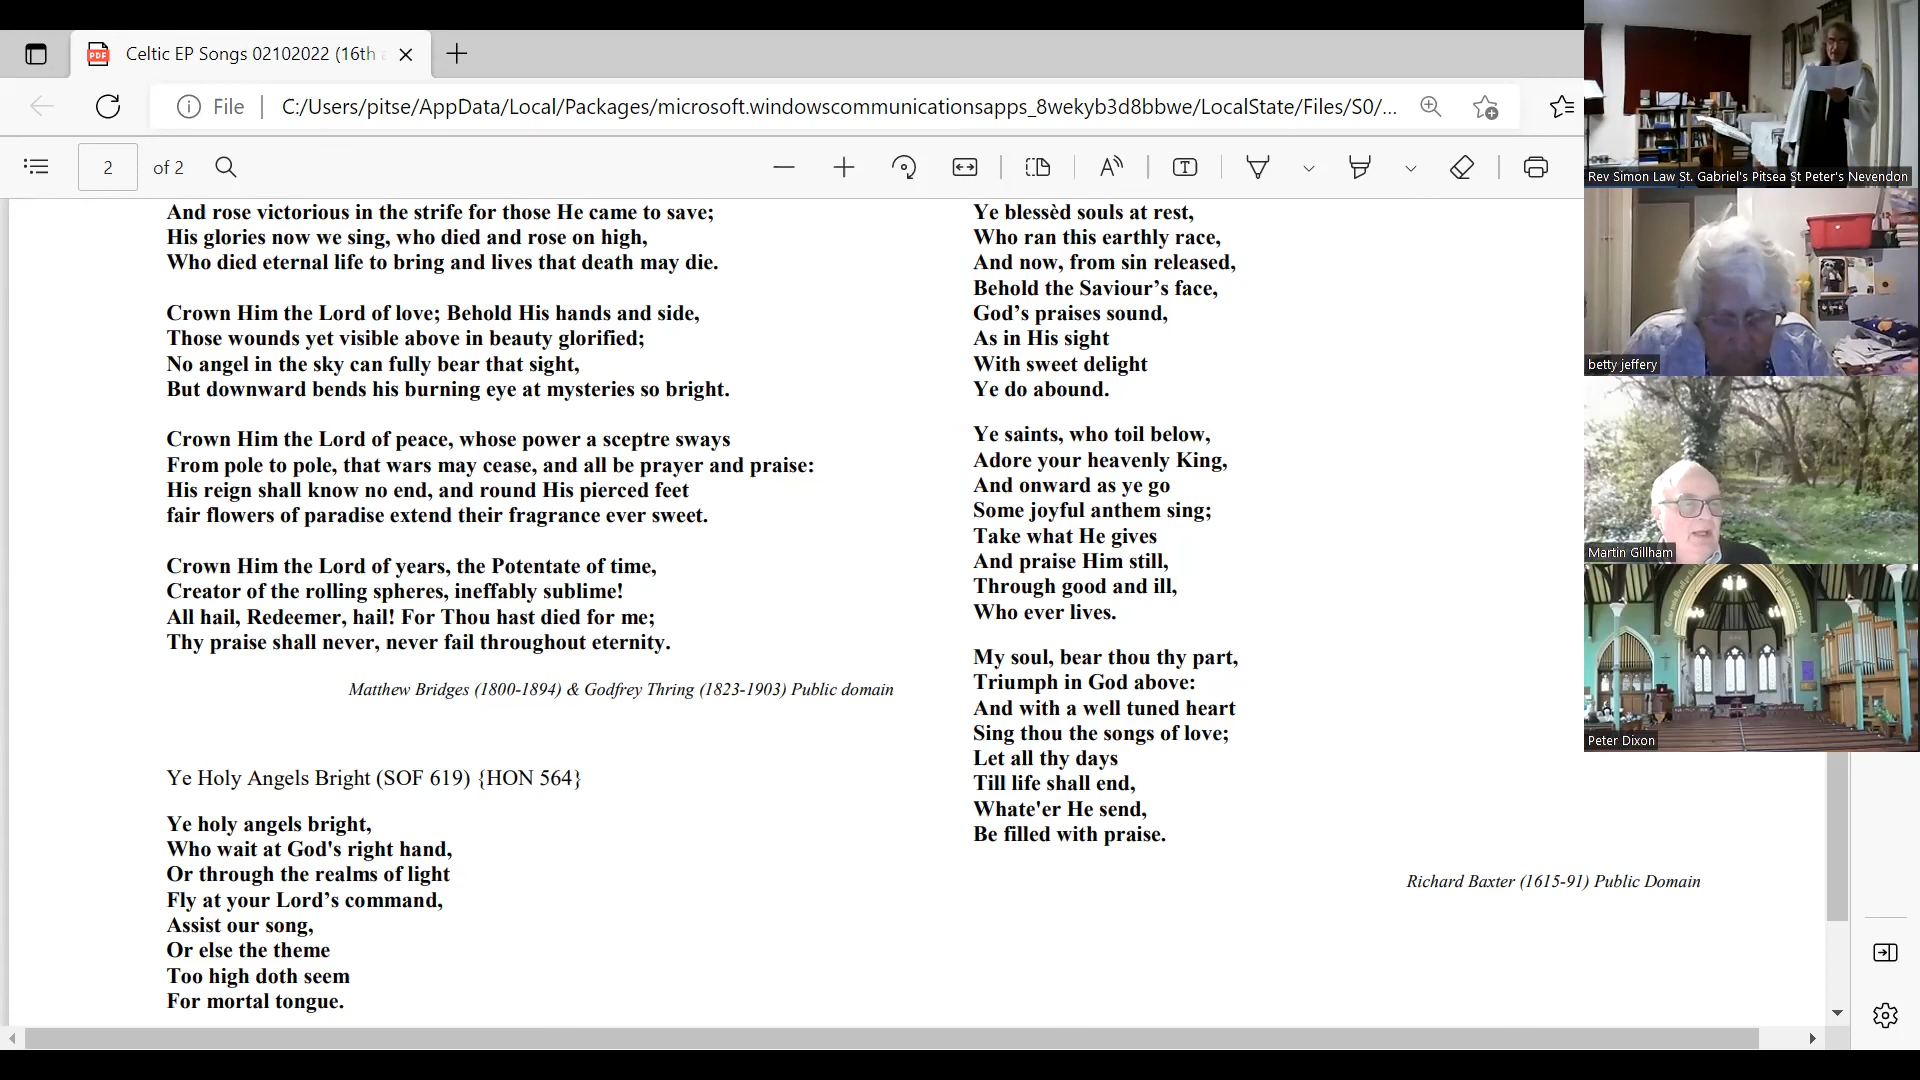 Celtic EP Songs 02102022 (16th
File
C:/Users/pitse/AppData/Local/Packages/microsoft.windowscommunicationsapps_8wekyb3d8bbwe/LocalState/Files/S0/...
2 of 2
And rose victorious in the strife for those He came to save;
His glories now we sing, who died and rose on high,
Who died eternal life to bring and lives that death may die.
Crown Him the Lord of love; Behold His hands and side,
Those wounds yet visible above in beauty glorified;
No angel in the sky can fully bear that sight,
But downward bends his burning eye at mysteries so bright.
Crown Him the Lord of peace, whose power a sceptre sways
From pole to pole, that wars may cease, and all be prayer and praise:
His reign shall know no end, and round His pierced feet
fair flowers of paradise extend their fragrance ever sweet.
Crown Him the Lord of years, the Potentate of time,
Creator of the rolling spheres, ineffably sublime!
All hail, Redeemer, hail! For Thou hast died for me;
Thy praise shall never, never fail throughout eternity.
Matthew Bridges (1800-1894) & Godfrey Thring (1823-1903) Public domain
Ye Holy Angels Bright (SOF 619) {HON 564}
Ye holy angels bright,
Who wait at God's right hand,
Or through the realms of light
Fly at your Lord’s command,
Assist our song,
Or else the theme
Too high doth seem
For mortal tongue.
Ye blessèd souls at rest,
Who ran this earthly race,
And now, from sin released,
Behold the Saviour’s face,
God’s praises sound,
As in His sight
With sweet delight
Ye do abound.
Ye saints, who toil below,
Adore your heavenly King,
And onward as ye go
Some joyful anthem sing;
Take what He gives
And praise Him still,
Through good and ill,
Who ever lives.
My soul, bear thou thy part,
Triumph in God above:
And with a well tuned heart
Sing thou the songs of love;
Let all thy days
Till life shall end,
Whate'er He send,
Be filled with praise.
Richard Baxter (1615-91) Public Domain
Rev Simon Law St. Gabriel's Pitsea St Peter's Nevendon
betty jeffery
Martin Gillham
Peter Dixon